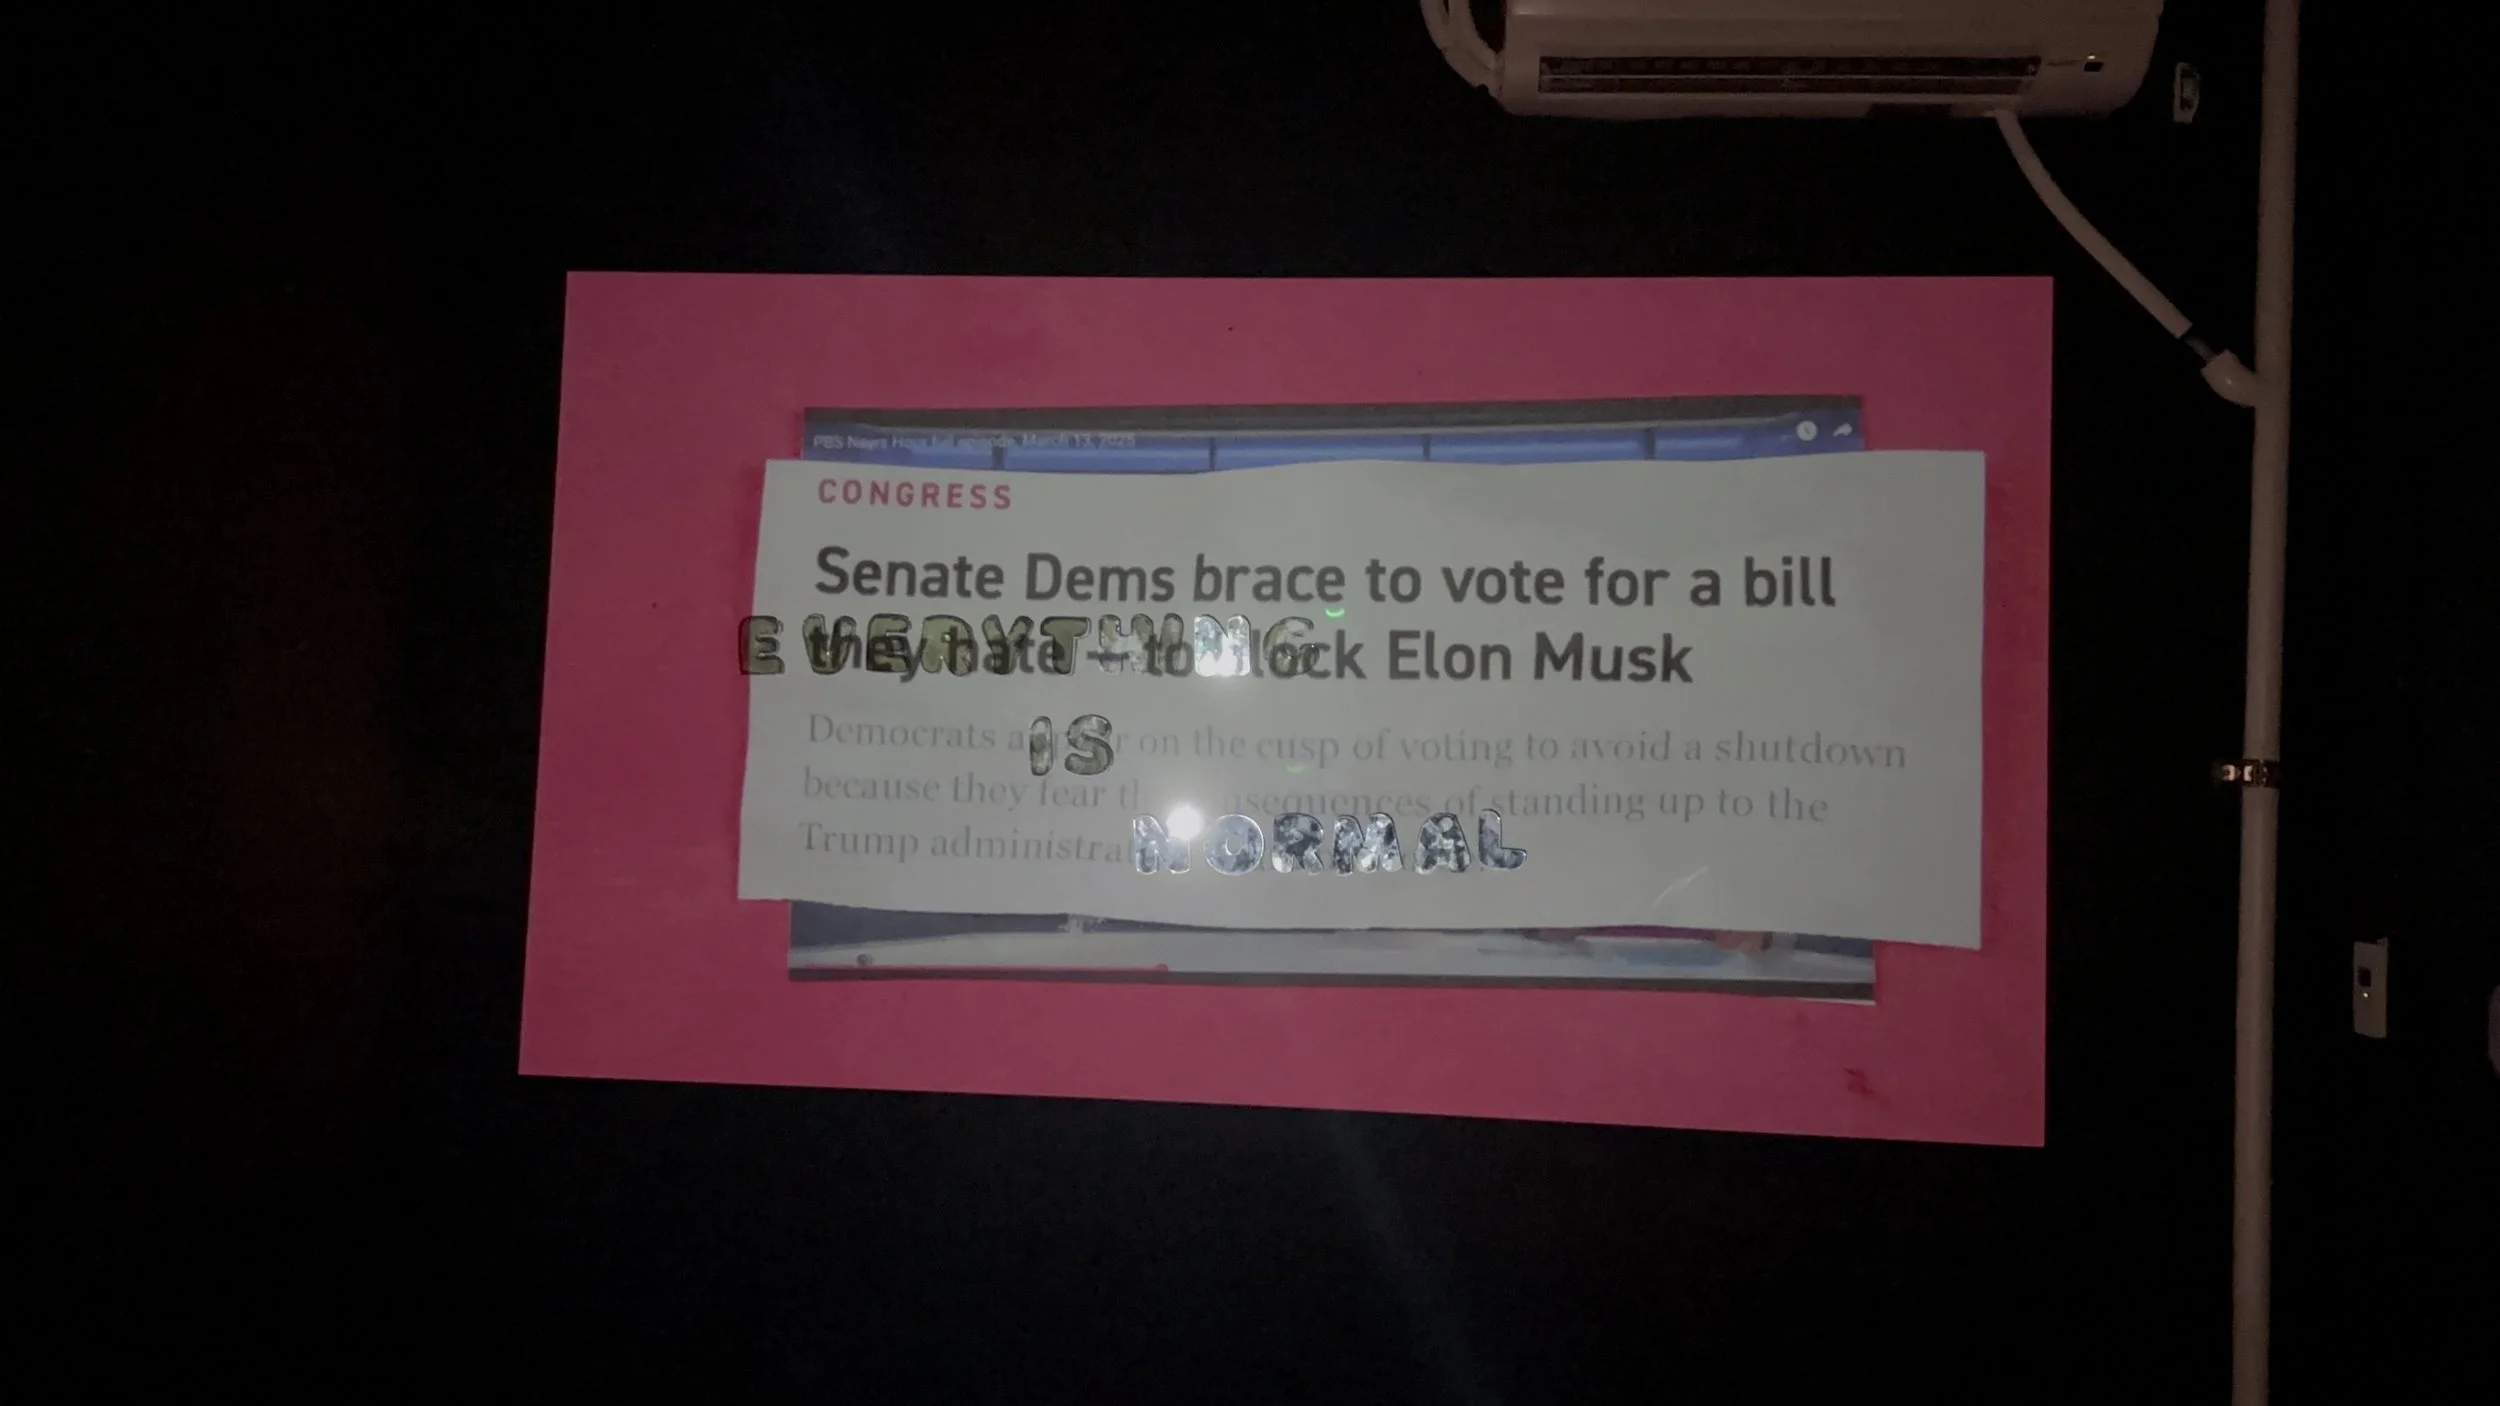 PBS News Hour full episode, March 13, 2025
CONGRESS
Senate Dems brace to vote for a bill
they hate — to block Elon Musk
EVERYTHING
Democrats on the cusp of voting to avoid a shutdown
IS
because they fear consequences of standing up to the
Trump
NORMAL